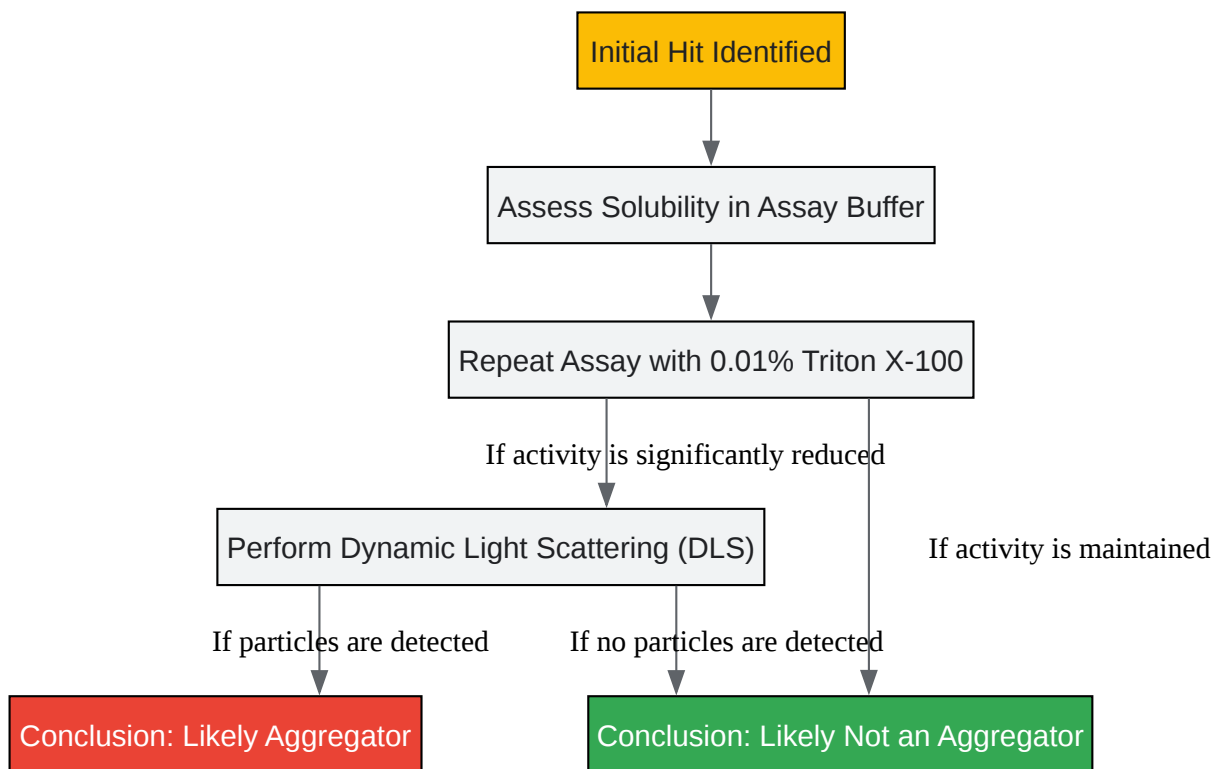 Initial Hit Identified
Assess Solubility in Assay Buffer
Repeat Assay with 0.01% Triton X-100
If activity is significantly reduced
Perform Dynamic Light Scattering (DLS)
If activity is maintained
If particles are detected
If no particles are detected
Conclusion: Likely Aggregator
Conclusion: Likely Not an Aggregator